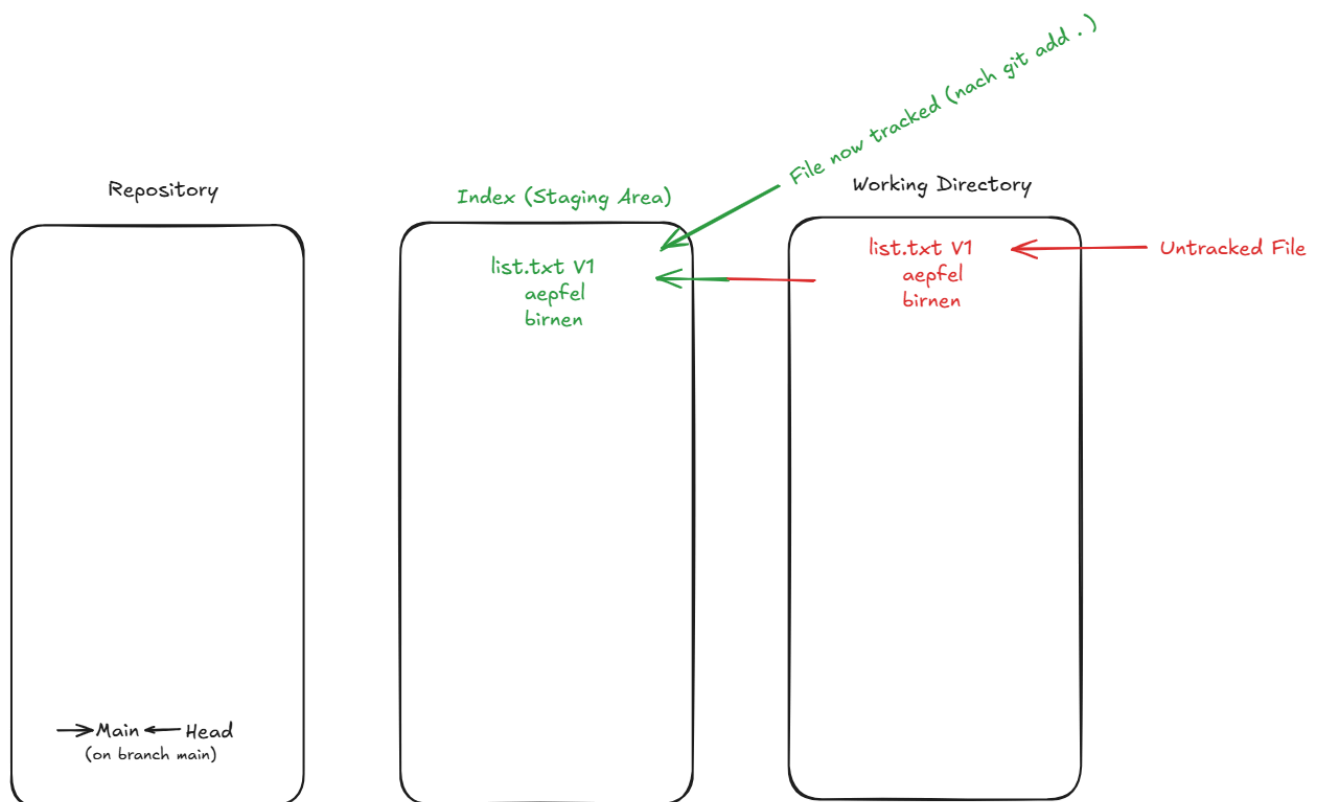 File now tracked (nach git add . )
Repository
Index (Staging Area)
Working Directory
list.txt V1
aepfel
birnen
list.txt V1
aepfel
birnen
Untracked File
Main
Head
(on branch main)